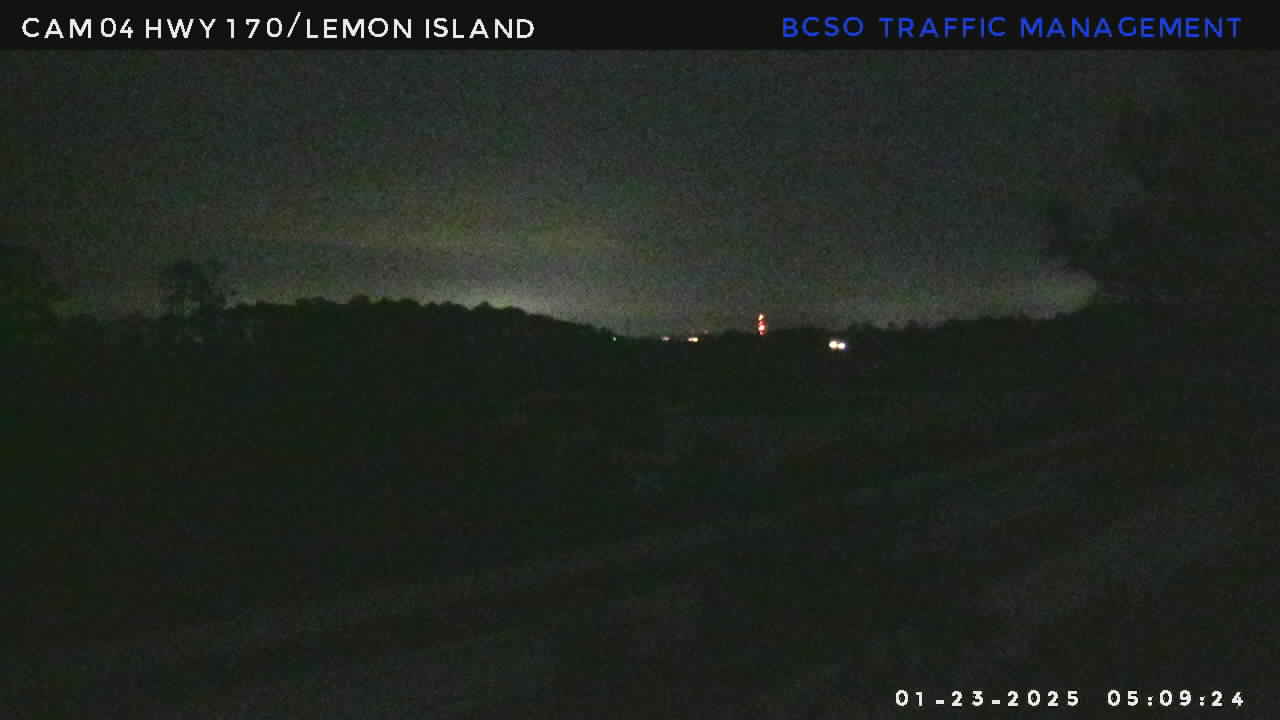 CAM04 HWY 170/LEMON ISLAND
BCSO TRAFFIC MANAGEMENT
01-23-2025 05:09:24